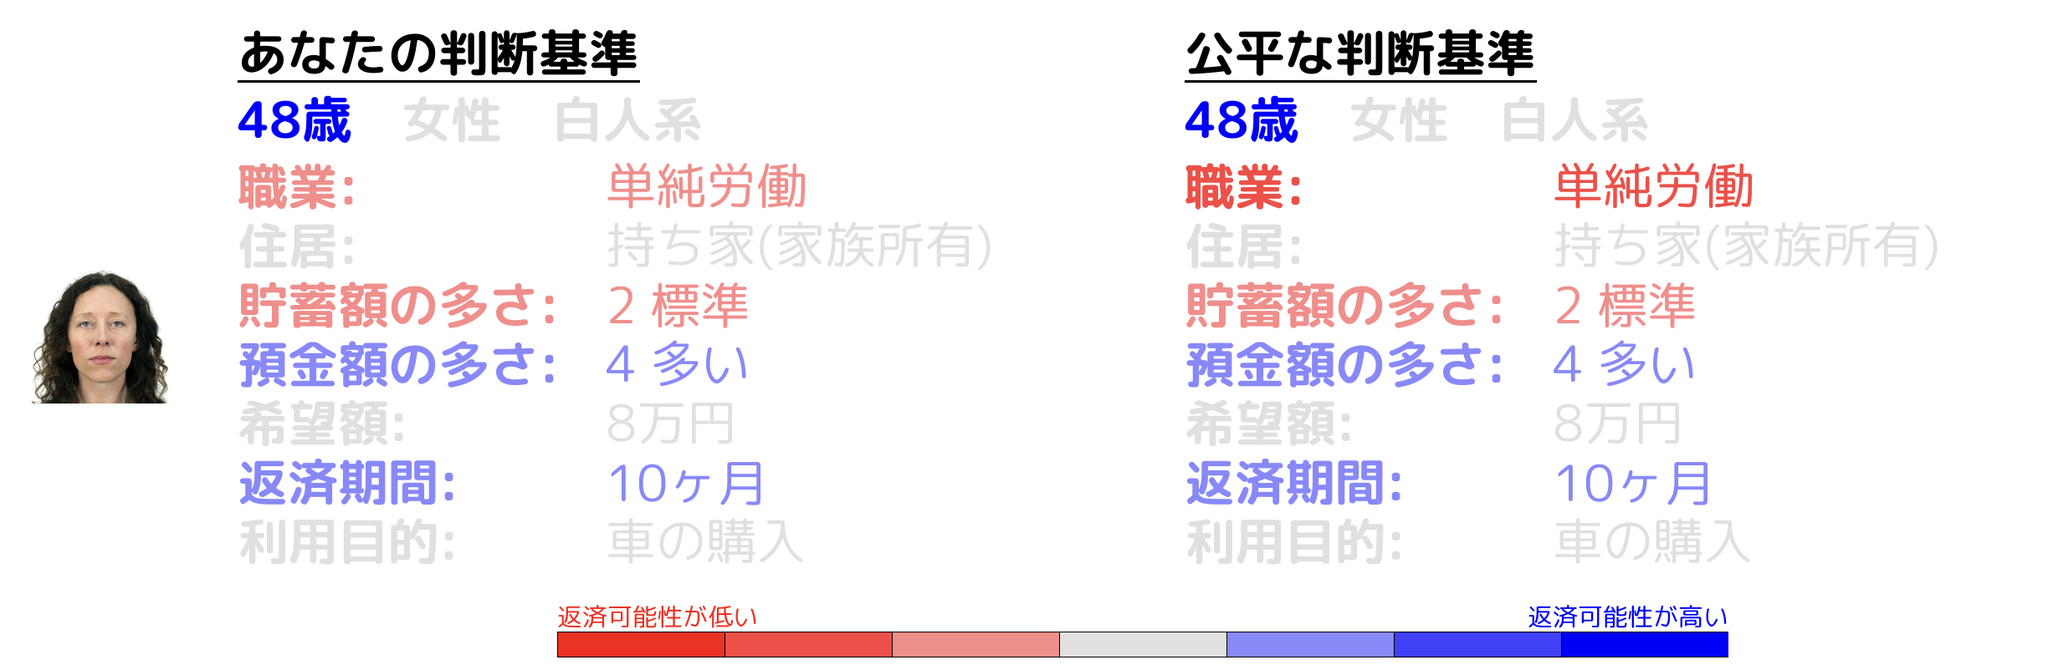 あなたの判断基準
48歳 女性 白人系
職業: 単純労働
住居: 持ち家(家族所有)
貯蓄額の多さ: 2 標準
預金額の多さ: 4 多い
希望額: 8万円
返済期間: 10ヶ月
利用目的: 車の購入
公平な判断基準
48歳 女性 白人系
職業: 単純労働
住居: 持ち家(家族所有)
貯蓄額の多さ: 2 標準
預金額の多さ: 4 多い
希望額: 8万円
返済期間: 10ヶ月
利用目的: 車の購入
返済可能性が低い
返済可能性が高い